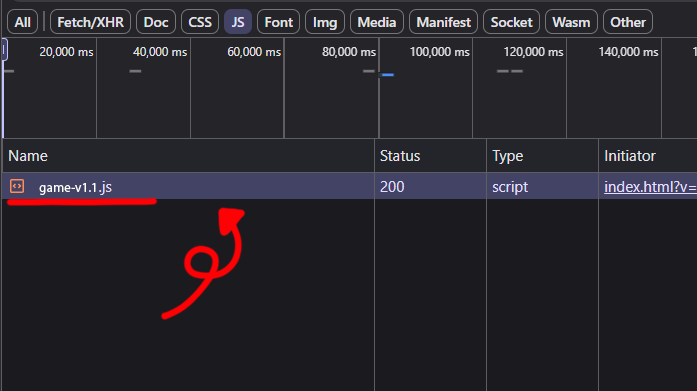 All Fetch/XHR Doc CSS JS Font Img Media Manifest Socket Wasm Other
20,000 ms 40,000 ms 60,000 ms 80,000 ms 100,000 ms 120,000 ms 140,000 ms 1
Name Status Type Initiator
game-v1.1.js 200 script index.html?v=